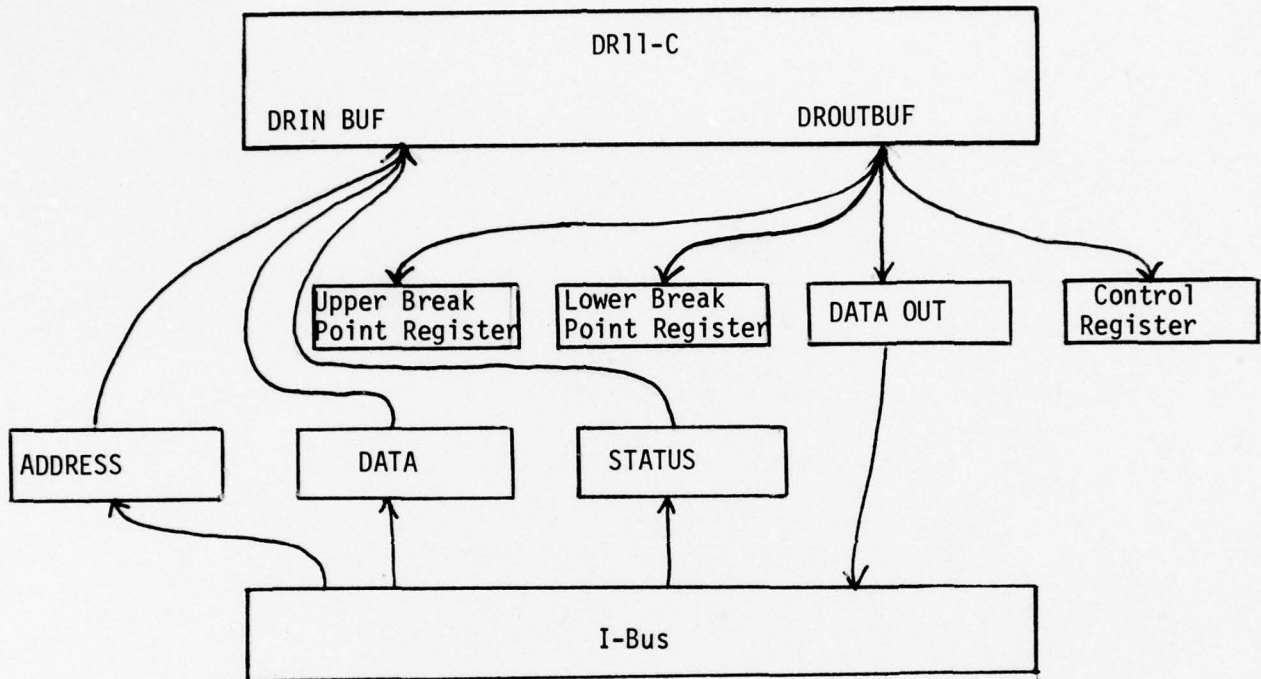 DR11-C
DRIN BUF
DROUTBUF
Upper Break
Point Register
Lower Break
Point Register
DATA OUT
Control
Register
ADDRESS
DATA
STATUS
I-Bus